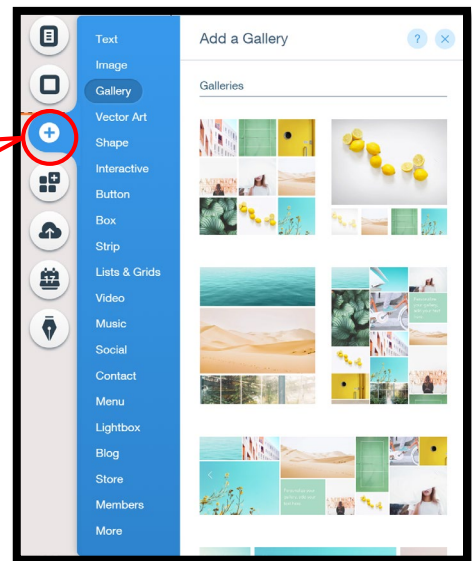 Text
Image
Gallery
Vector Art
Shape
Interactive
Button
Box
Strip
Lists & Grids
Video
Music
Social
Contact
Menu
Lightbox
Blog
Store
Members
More
Add a Gallery
?
Galleries